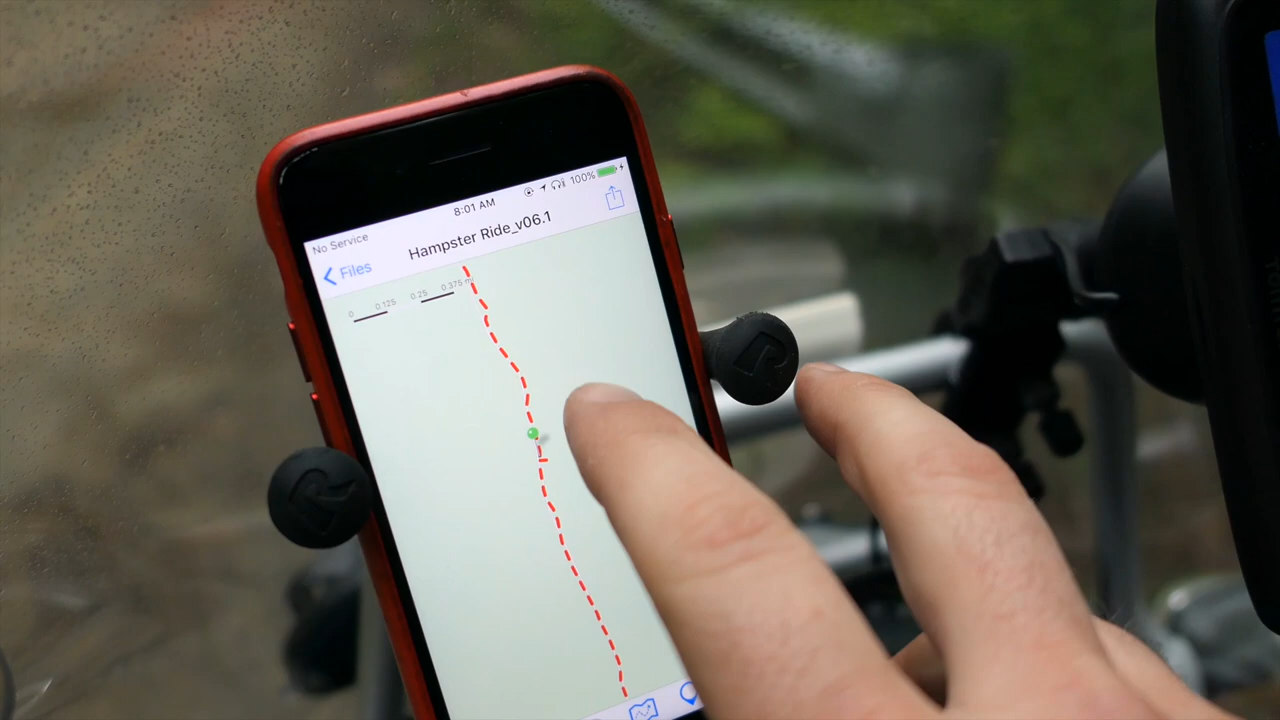 No Service 8:01 AM 100%
Files Hampster Ride_v06.1
0 0.125 0.25 0.375 mi
R
R